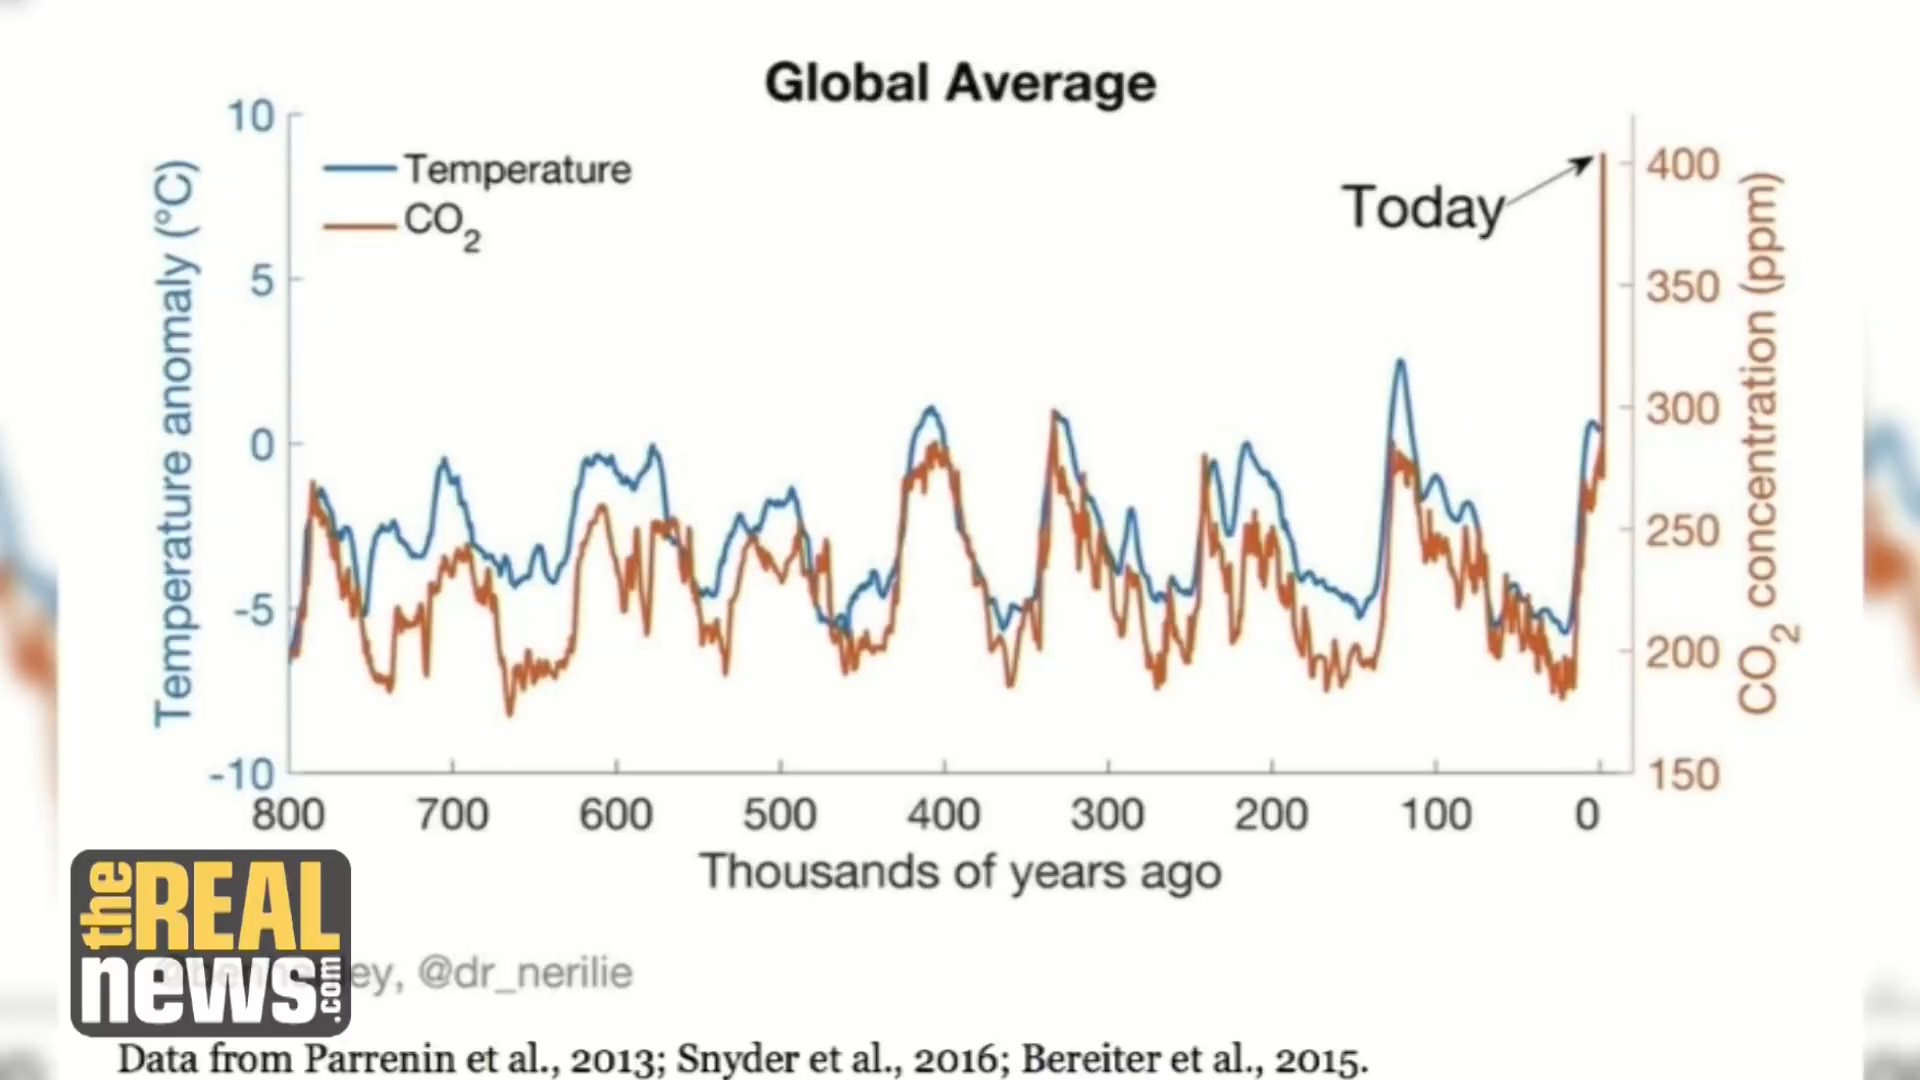 Global Average
10
5
0
-5
-10
Temperature anomaly (°C)
Temperature
CO2
Today
400
350
300
250
200
150
CO2 concentration (ppm)
800 700 600 500 400 300 200 100 0
Thousands of years ago
the REAL
news.com
@dr_nerilie
Data from Parrenin et al., 2013; Snyder et al., 2016; Bereiter et al., 2015.